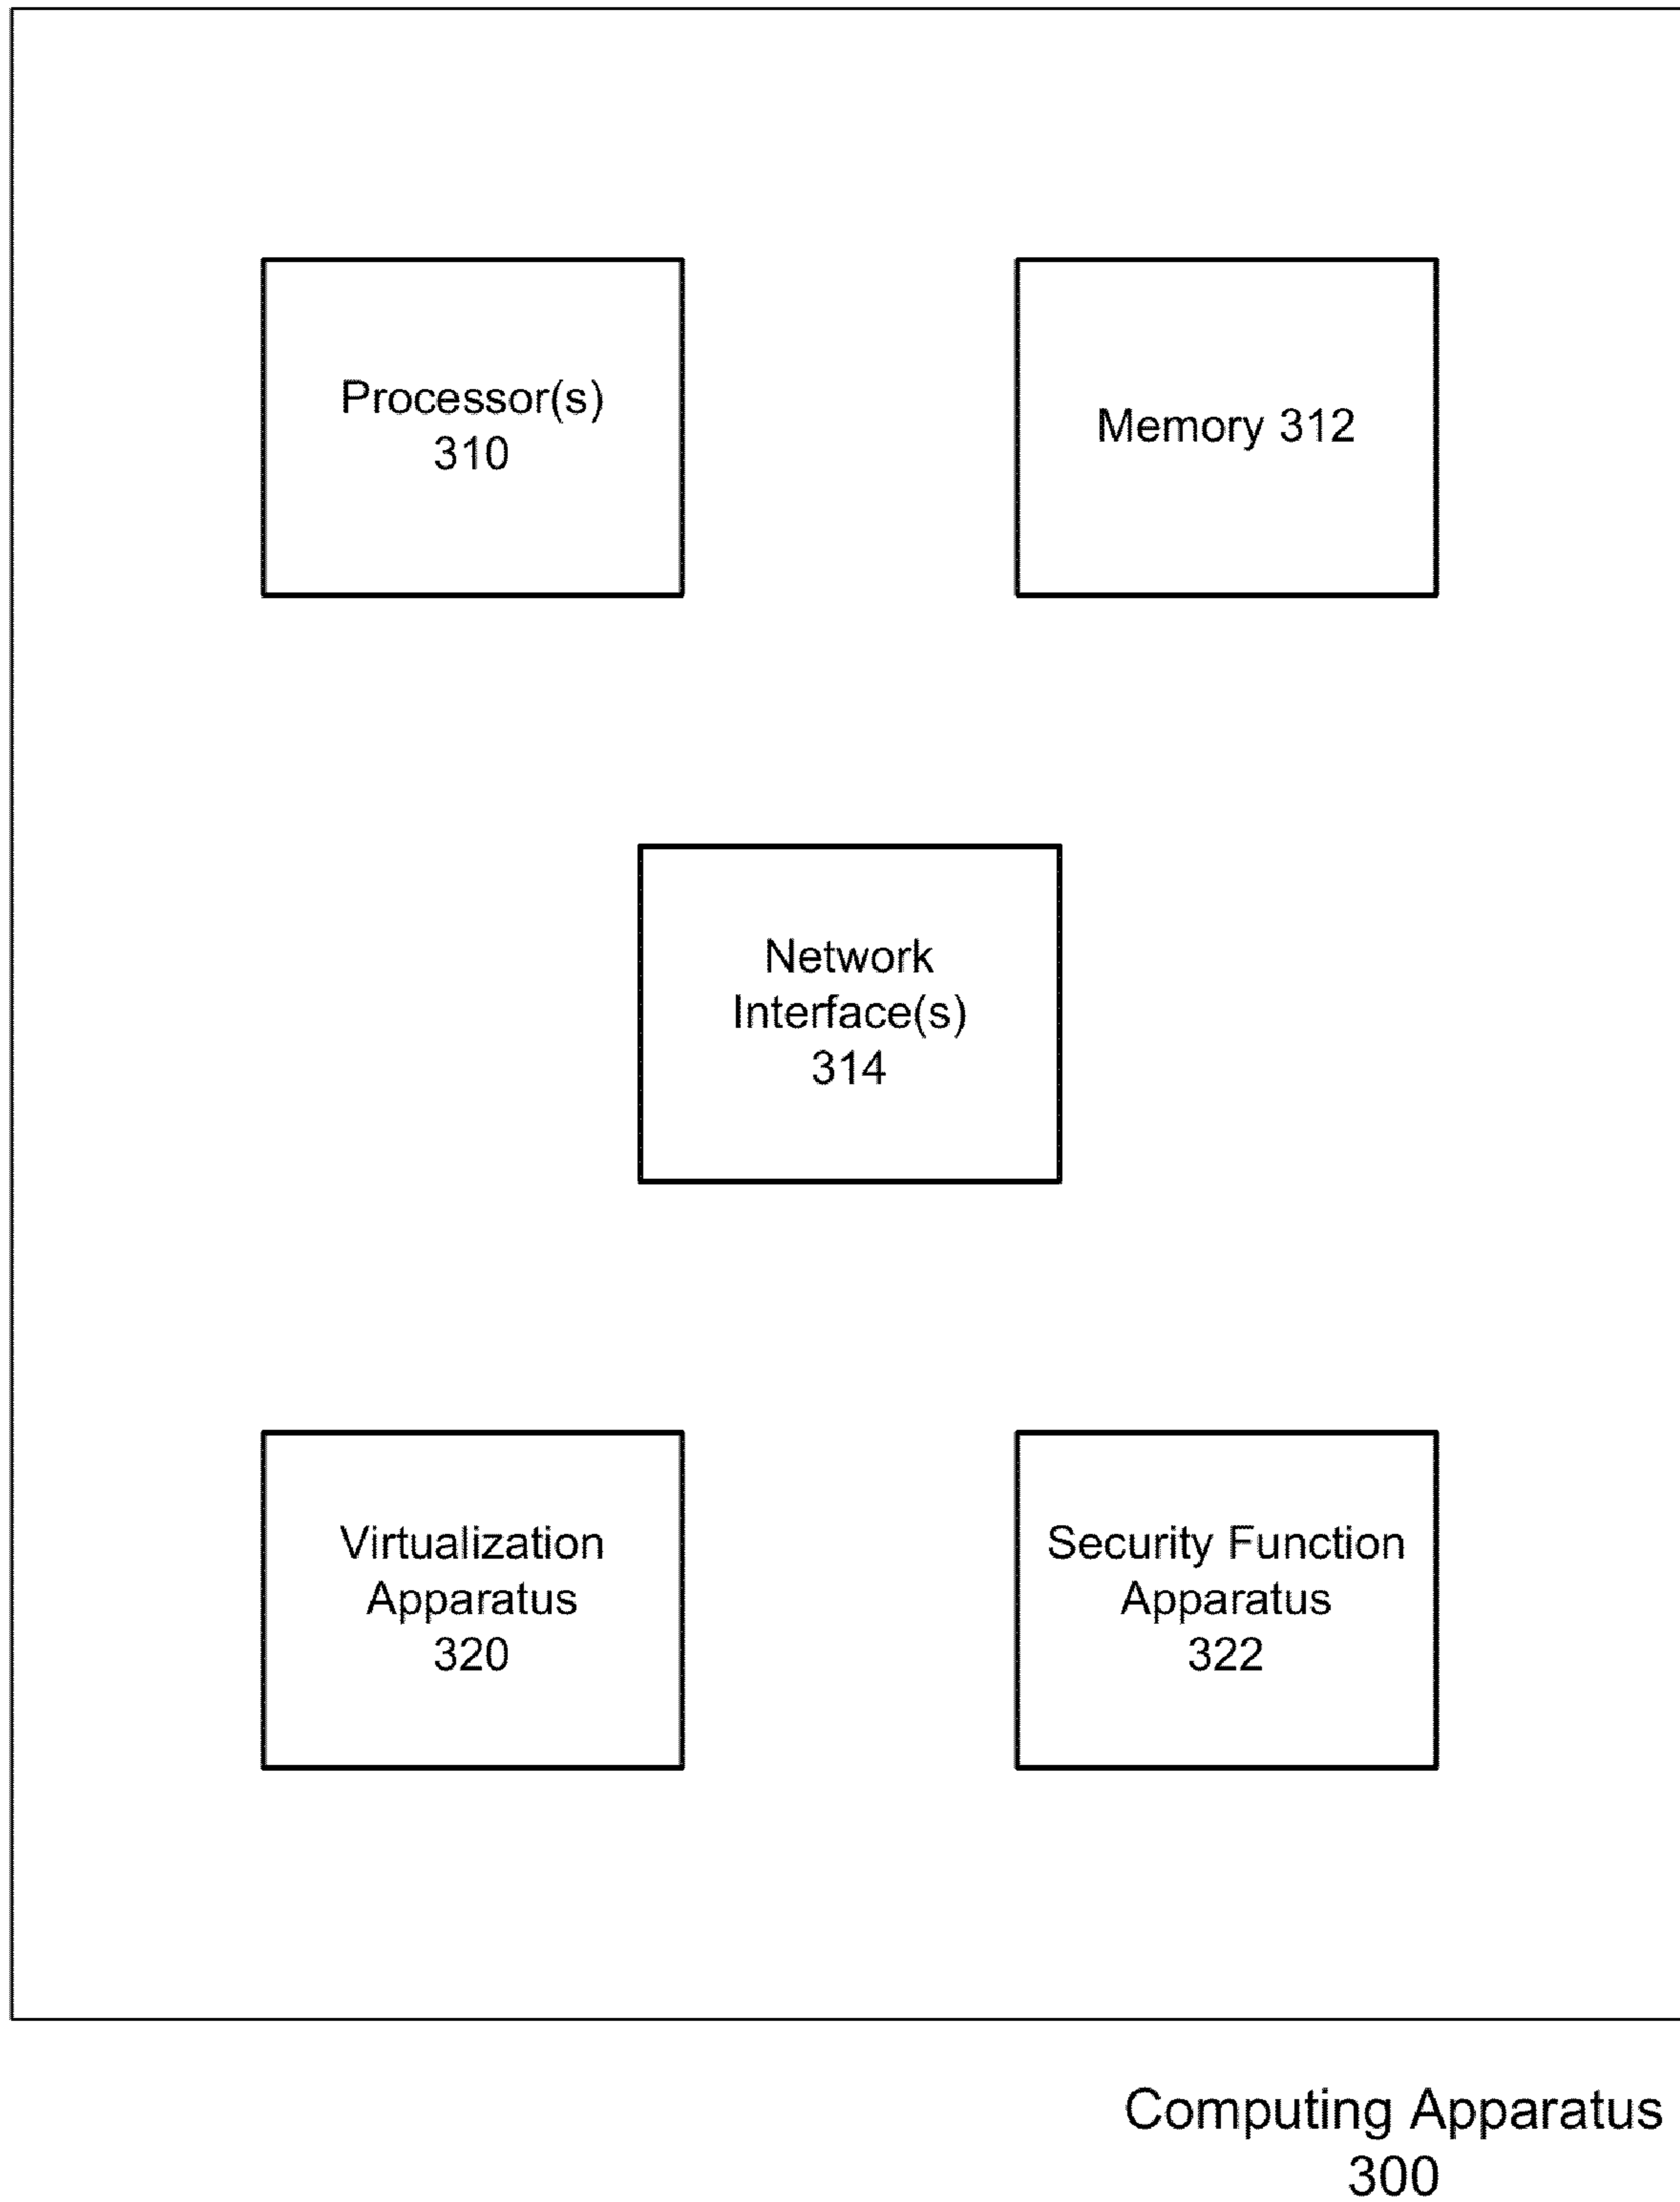 Processor(s)
310
Memory 312
Network
Interface(s)
314
Virtualization
Apparatus
320
Security Function
Apparatus
322
Computing Apparatus
300